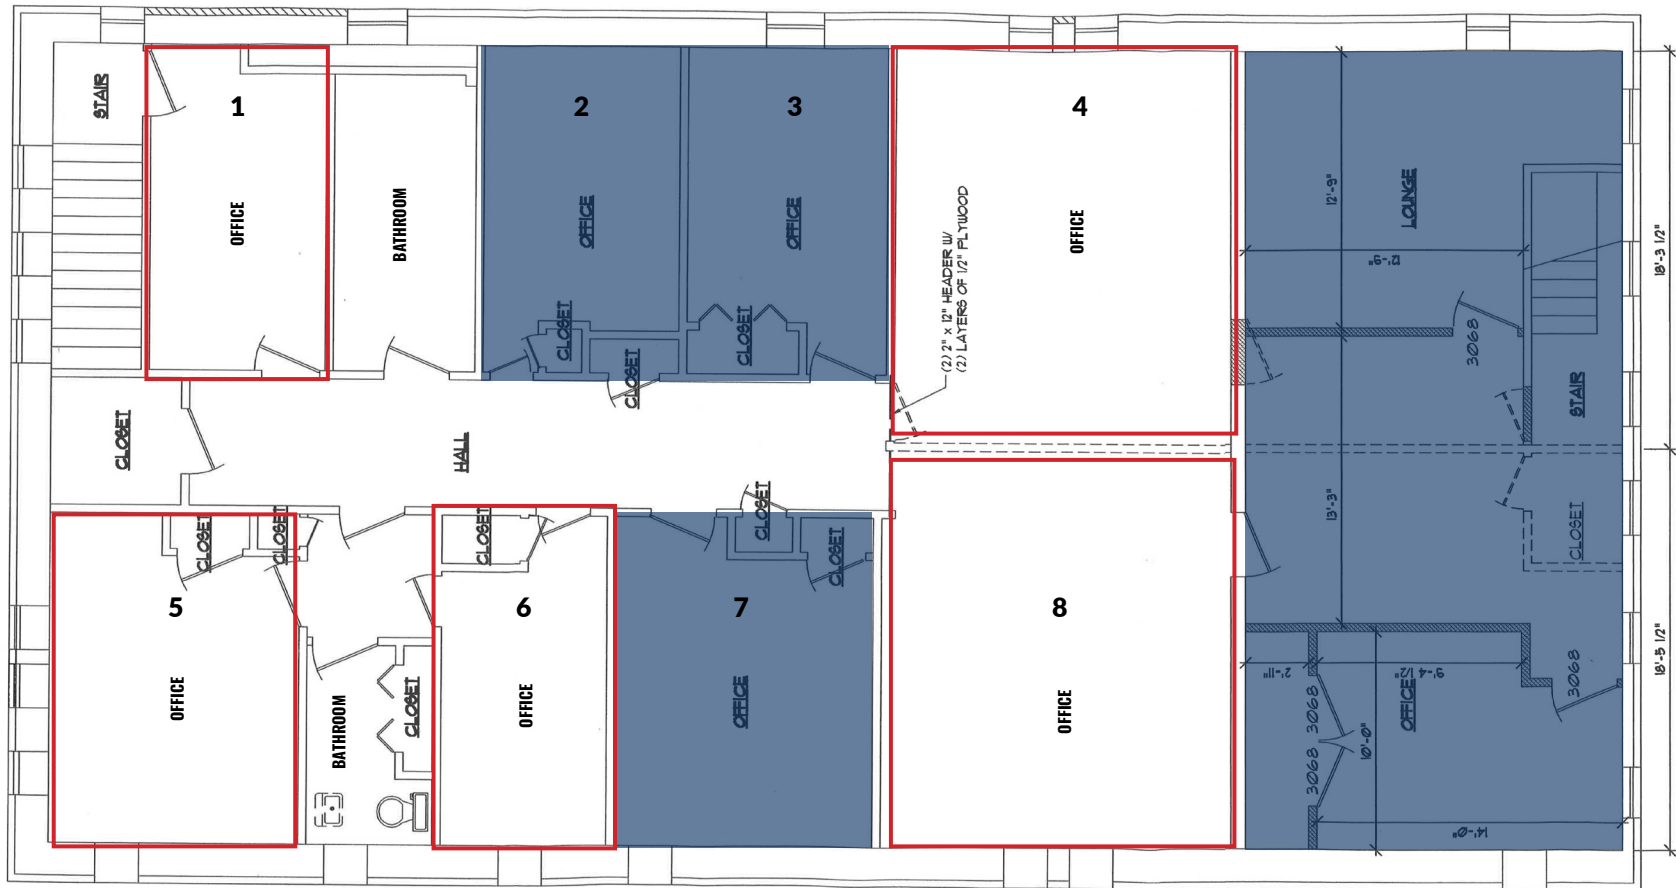 1
2
3
4
STAIR
OFFICE
BATHROOM
OFFICE
OFFICE
OFFICE
(2) 2" x 12" HEADER W/
(2) LAYERS OF 1/2" PLYWOOD
LOUNGE
12'-9"
12'-9"
18'-3 1/2"
CLOSET
CLOSET
CLOSET
3068
STAIR
CLOSET
HALL
13'-3"
CLOSET
CLOSET
CLOSET
CLOSET
CLOSET
CLOSET
5
6
7
8
OFFICE
BATHROOM
CLOSET
OFFICE
OFFICE
OFFICE
2'-11"
9'-4 1/2"
OFFICE
3068
3068
3068
10'-0"
14'-0"
18'-5 1/2"